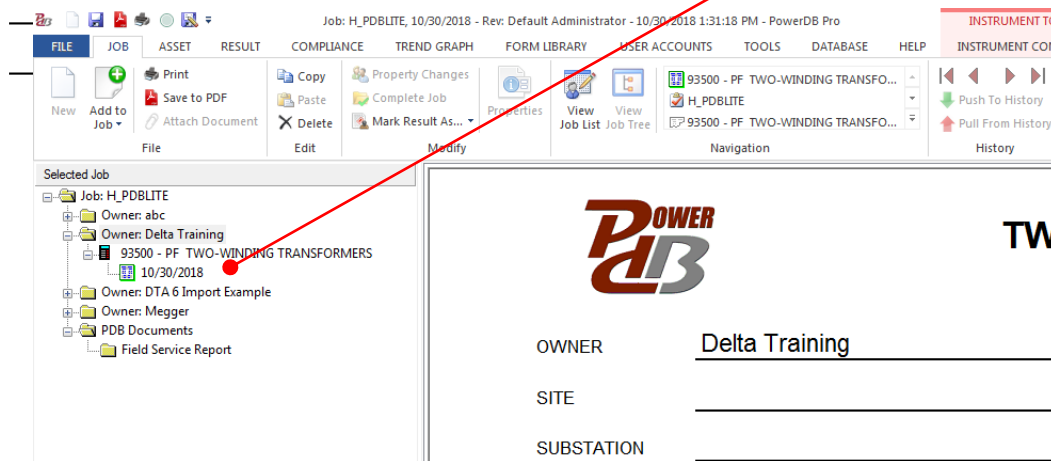 Job: H_PDBLITE, 10/30/2018 - Rev: Default Administrator - 10/30/2018 1:31:18 PM - PowerDB Pro
INSTRUMENT TO
FILE JOB ASSET RESULT COMPLIANCE TREND GRAPH FORM LIBRARY USER ACCOUNTS TOOLS DATABASE HELP INSTRUMENT CON
New
Add to Job
Print
Save to PDF
Attach Document
File
Copy
Paste
Delete
Edit
Property Changes
Complete Job
Mark Result As...
Properties
Modify
View Job List
View Job Tree
93500 - PF TWO-WINDING TRANSFO...
H_PDBLITE
93500 - PF TWO-WINDING TRANSFO...
Navigation
Push To History
Pull From History
History
Selected Job
Job: H_PDBLITE
Owner: abc
Owner: Delta Training
93500 - PF TWO-WINDING TRANSFORMERS
10/30/2018
Owner: DTA 6 Import Example
Owner: Megger
PDB Documents
Field Service Report
POWER
DB
TW
OWNER Delta Training
SITE
SUBSTATION